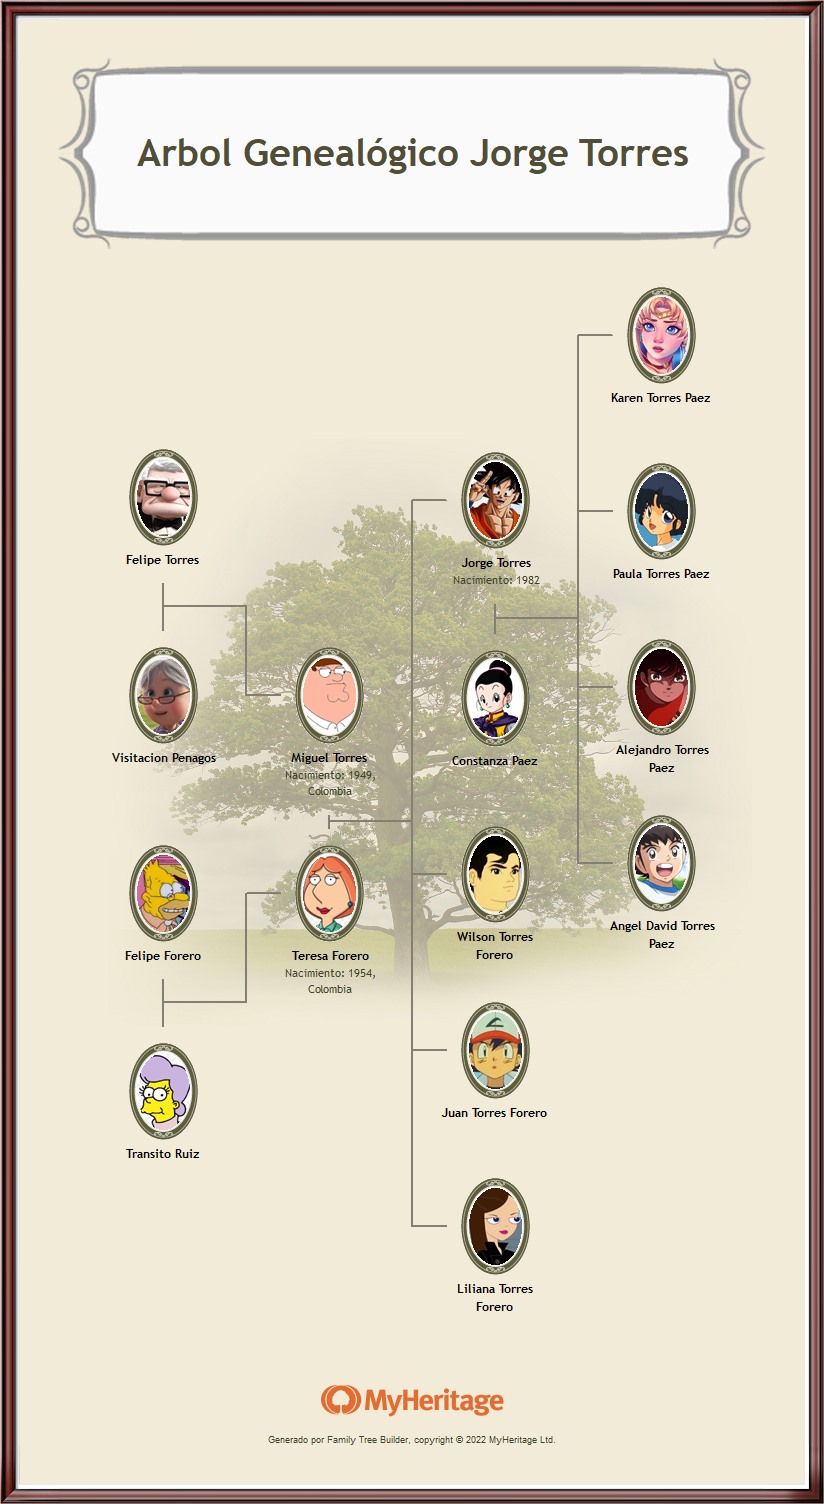 Arbol Genealógico Jorge Torres
Karen Torres Paez
Felipe Torres
Jorge Torres
Nacimiento: 1982
Paula Torres Paez
Visitacion Penagos
Miguel Torres
Nacimiento: 1949,
Colombia
Constanza Paez
Alejandro Torres
Paez
Felipe Forero
Teresa Forero
Nacimiento: 1954,
Colombia
Wilson Torres
Forero
Angel David Torres
Paez
Juan Torres Forero
Transito Ruiz
Liliana Torres
Forero
MyHeritage
Generado por Family Tree Builder, copyright © 2022 MyHeritage Ltd.